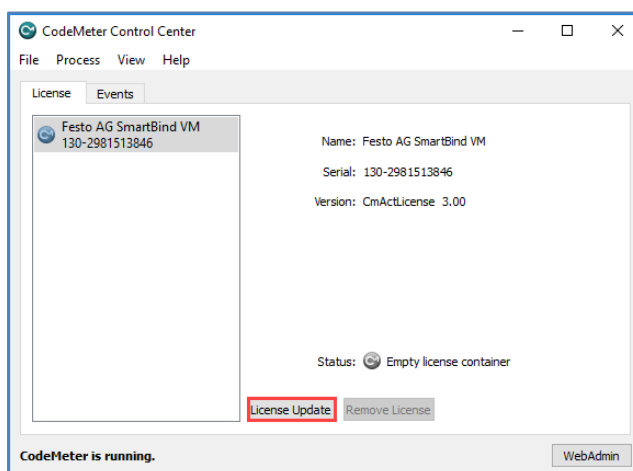 CodeMeter Control Center
File Process View Help
License Events
Festo AG SmartBind VM
130-2981513846
Name: Festo AG SmartBind VM
Serial: 130-2981513846
Version: CmActLicense 3.00
Status: Empty license container
License Update Remove License
CodeMeter is running. WebAdmin